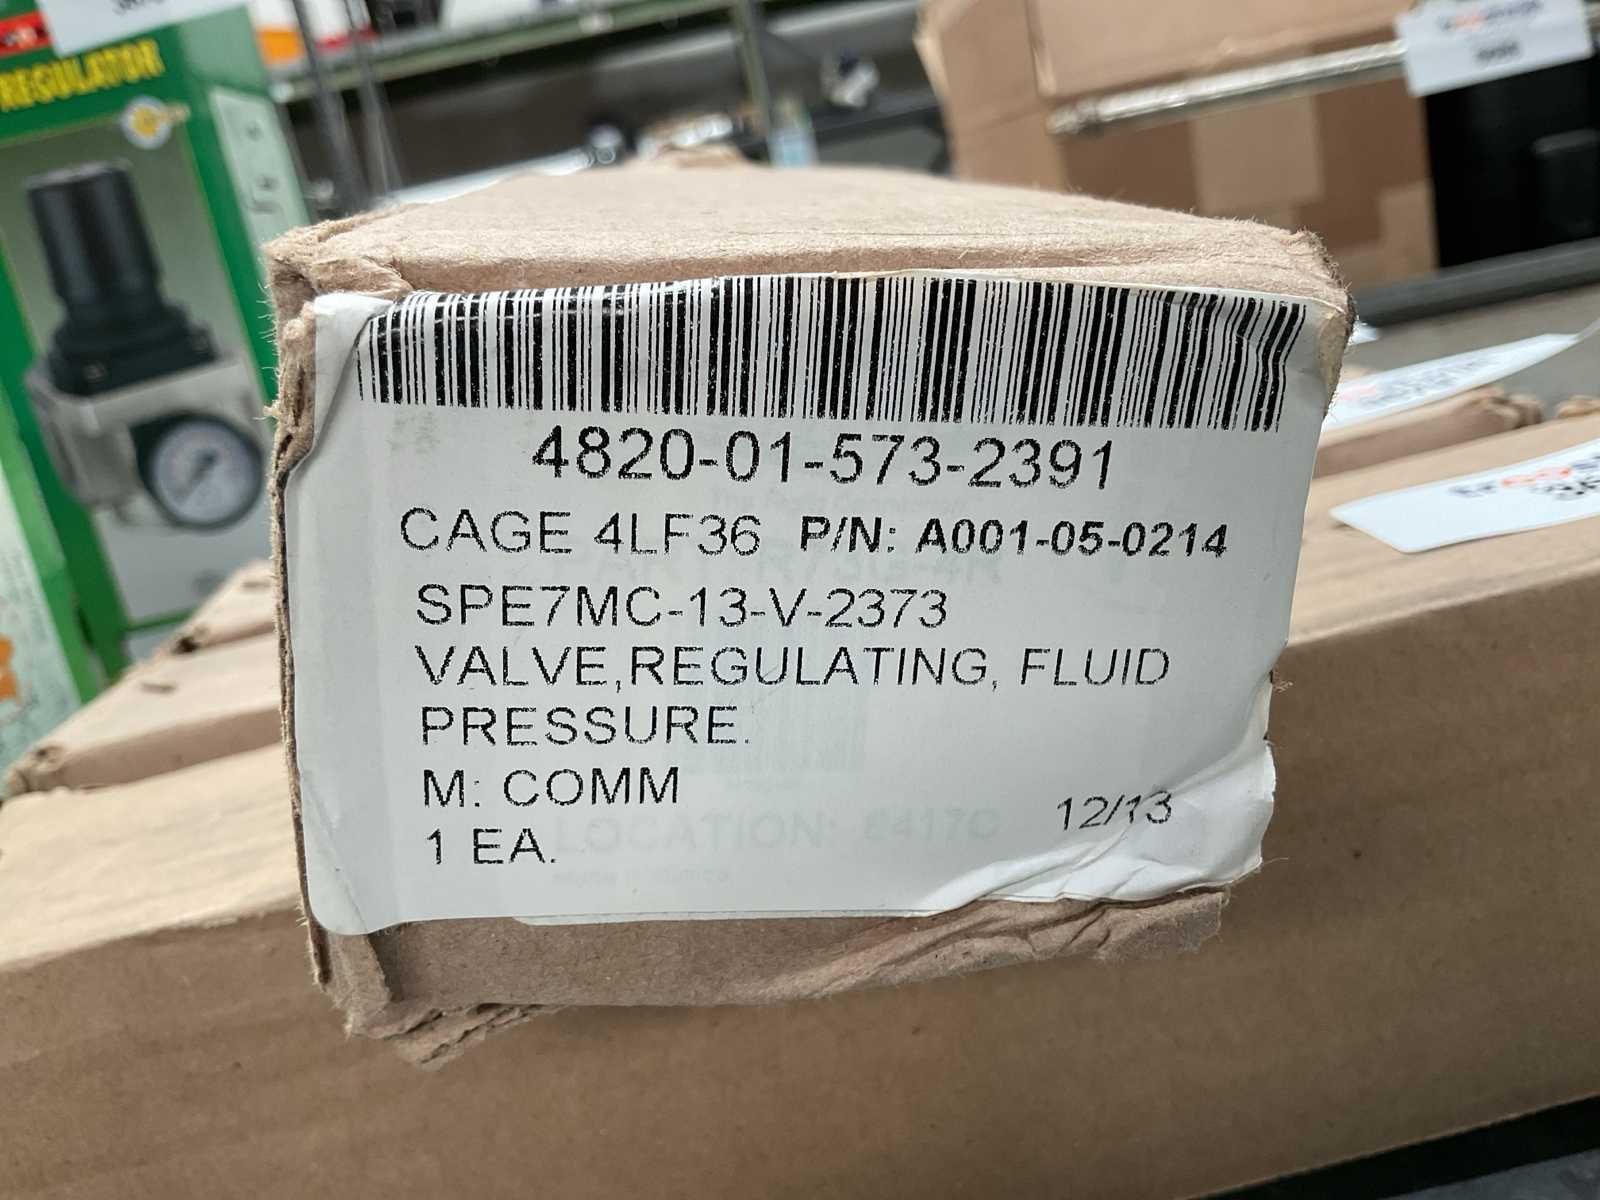 REGULATOR
4820-01-573-2391
CAGE 4LF36 P/N: A001-05-0214
SPE7MC-13-V-2373
VALVE,REGULATING, FLUID
PRESSURE.
M: COMM
12/13
1 EA.
LOCATION: